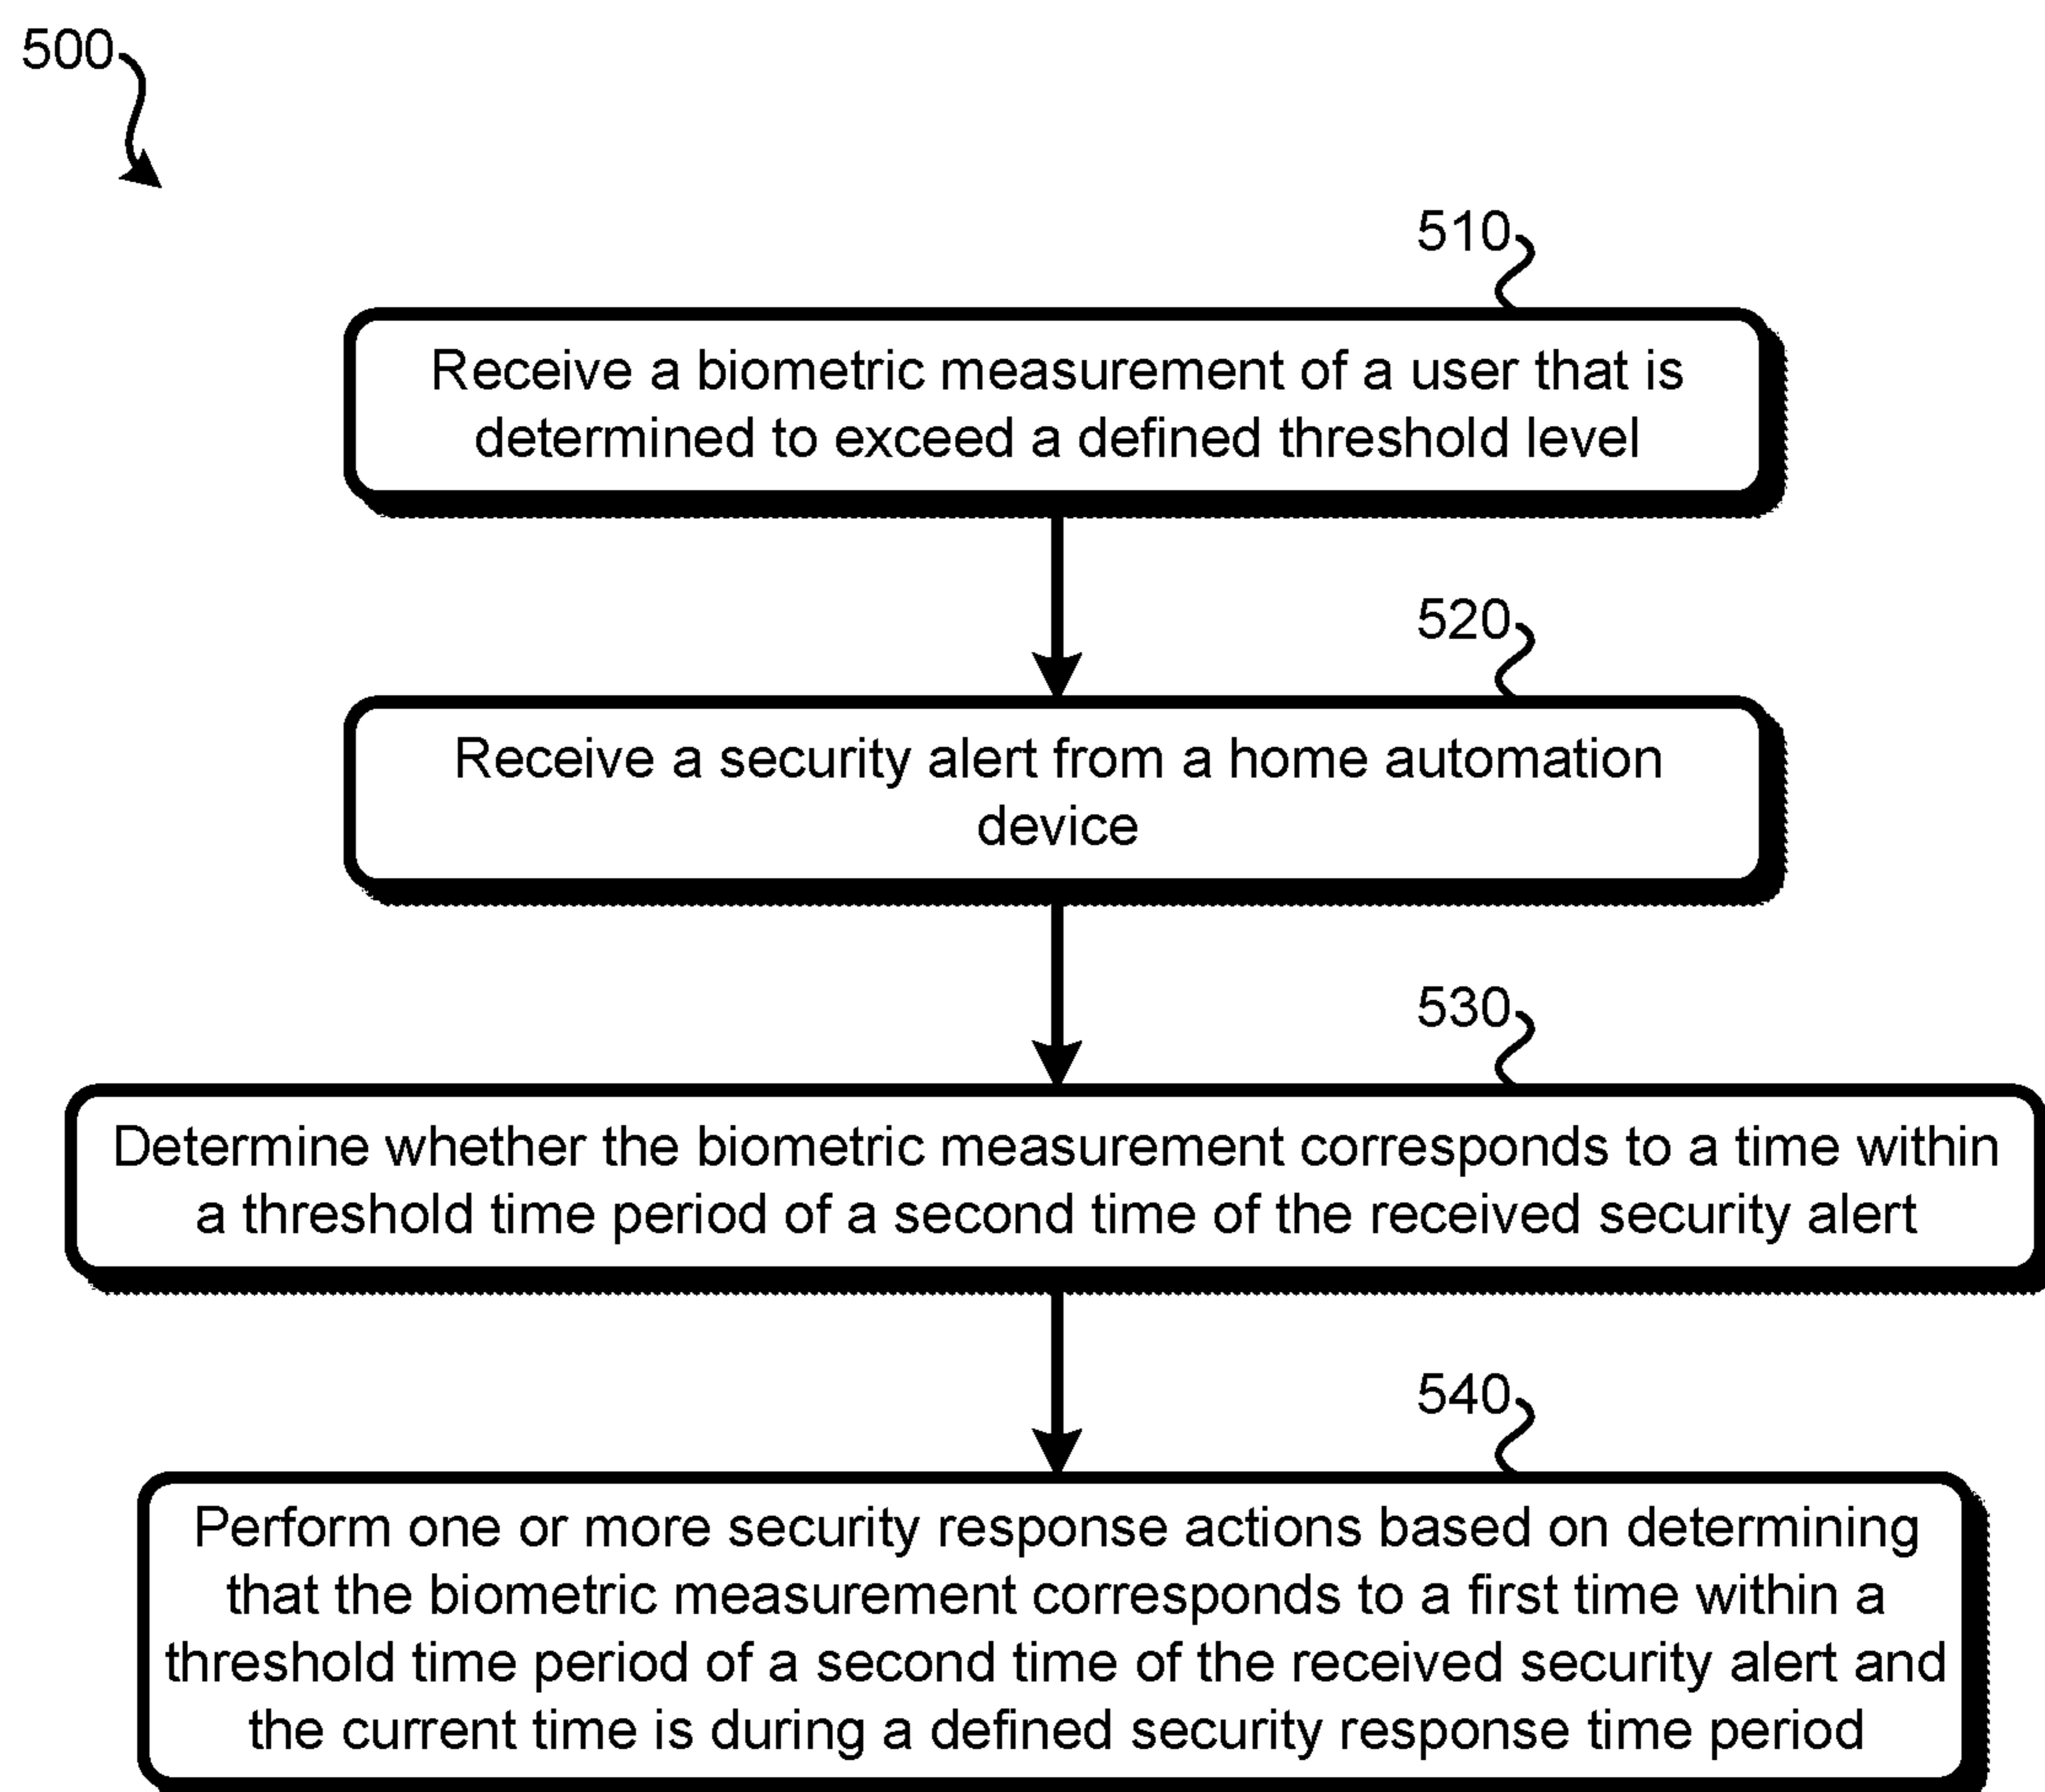 500
510
Receive a biometric measurement of a user that is
determined to exceed a defined threshold level
520
Receive a security alert from a home automation
device
530
Determine whether the biometric measurement corresponds to a time within
a threshold time period of a second time of the received security alert
540
Perform one or more security response actions based on determining
that the biometric measurement corresponds to a first time within a
threshold time period of a second time of the received security alert and
the current time is during a defined security response time period